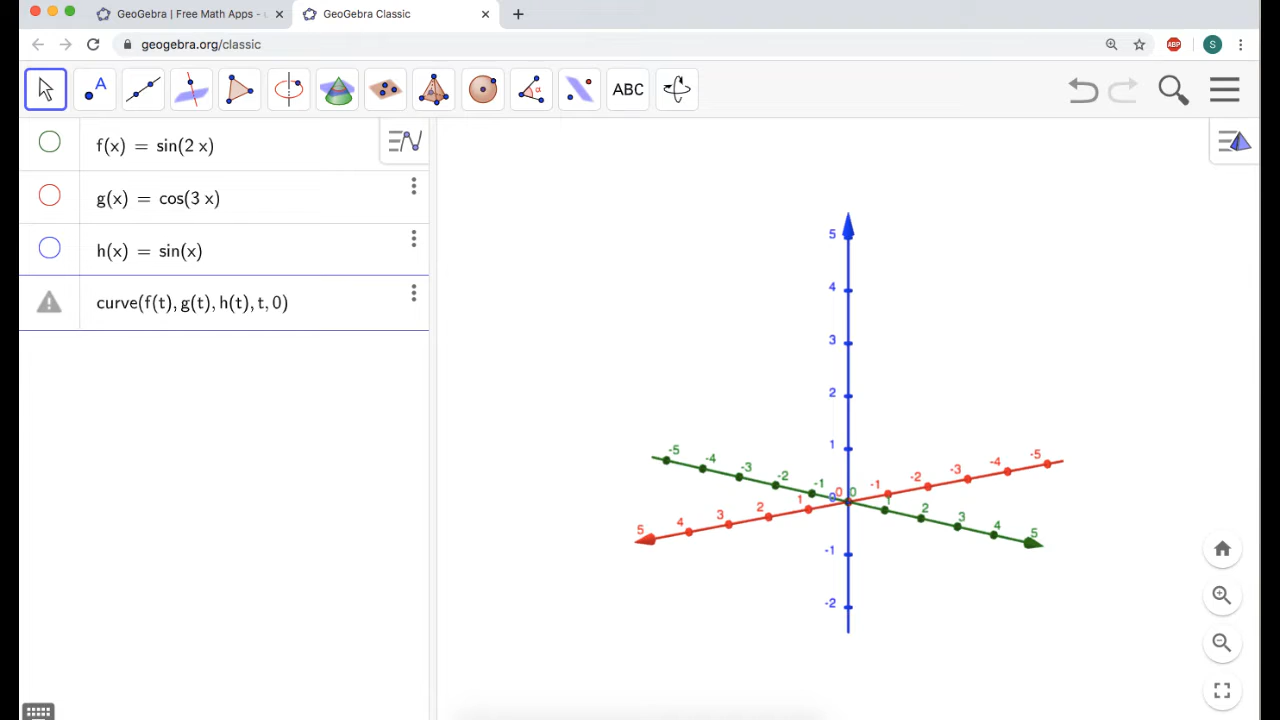 GeoGebra | Free Math Apps -
GeoGebra Classic
geogebra.org/classic
ABP
S
A
α
ABC
f(x) = sin(2 x)
g(x) = cos(3 x)
h(x) = sin(x)
curve(f(t), g(t), h(t), t, 0)
5
4
3
2
1
0
-1
-2
-5
-4
-3
-2
-1
0
1
2
3
4
5
-5
-4
-3
-2
-1
0
1
2
3
4
5